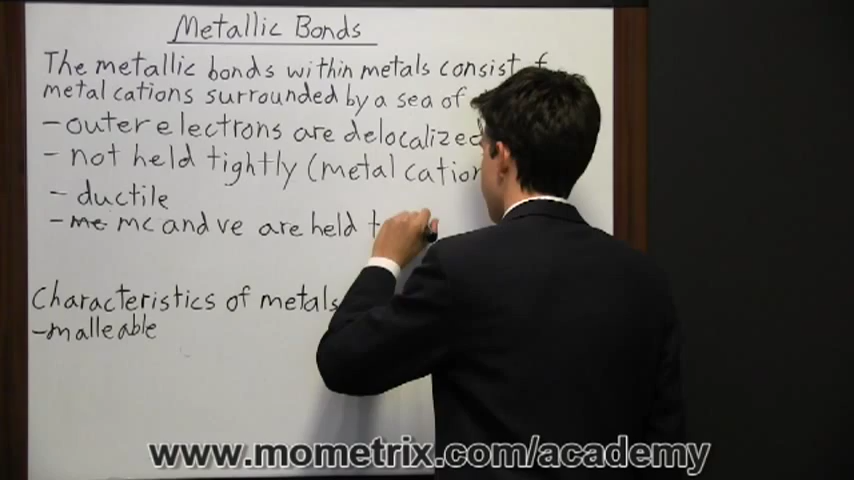 Metallic Bonds
The metallic bonds within metals consist
metal cations surrounded by a sea of
-outer electrons are delocalized
- not held tightly (metal cation
- ductile
-me mc and ve are held t
Characteristics of metals
-malleable
www.mometrix.com/academy